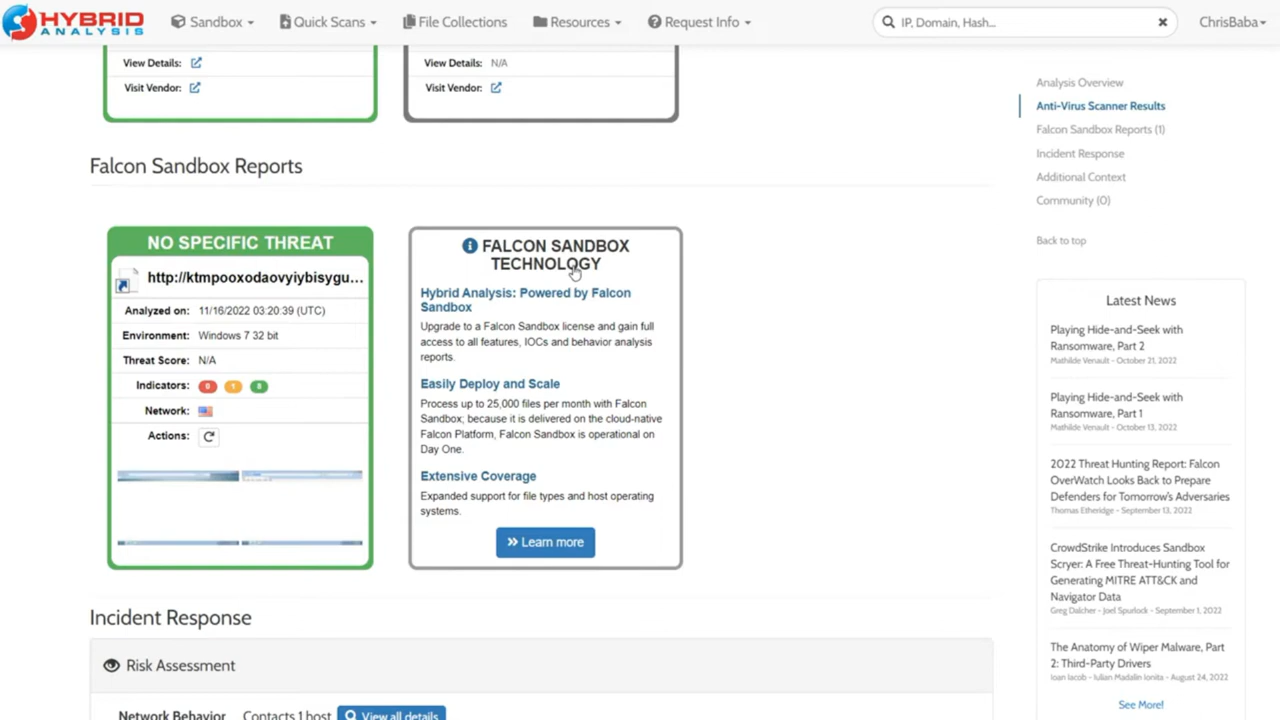 HYBRID
ANALYSIS
Sandbox
Quick Scans
File Collections
Resources
Request Info
IP, Domain, Hash...
ChrisBaba
View Details:
Visit Vendor:
View Details: N/A
Visit Vendor:
Falcon Sandbox Reports
NO SPECIFIC THREAT
http://ktmpooxodaovyiybisygu...
Analyzed on: 11/16/2022 03:20:39 (UTC)
Environment: Windows 7 32 bit
Threat Score: N/A
Indicators: 0 1 8
Network:
Actions:
FALCON SANDBOX
TECHNOLOGY
Hybrid Analysis: Powered by Falcon
Sandbox
Upgrade to a Falcon Sandbox license and gain full
access to all features, IOCs and behavior analysis
reports.
Easily Deploy and Scale
Process up to 25,000 files per month with Falcon
Sandbox; because it is delivered on the cloud-native
Falcon Platform, Falcon Sandbox is operational on
Day One.
Extensive Coverage
Expanded support for file types and host operating
systems.
» Learn more
Incident Response
Risk Assessment
Network Behavior Contacts 1 host View all details
Analysis Overview
Anti-Virus Scanner Results
Falcon Sandbox Reports (1)
Incident Response
Additional Context
Community (0)
Back to top
Latest News
Playing Hide-and-Seek with
Ransomware, Part 2
Mathilde Venault - October 21, 2022
Playing Hide-and-Seek with
Ransomware, Part 1
Mathilde Venault - October 13, 2022
2022 Threat Hunting Report: Falcon
OverWatch Looks Back to Prepare
Defenders for Tomorrow's Adversaries
Thomas Etheridge - September 13, 2022
CrowdStrike Introduces Sandbox
Scryer: A Free Threat-Hunting Tool for
Generating MITRE ATT&CK and
Navigator Data
Greg Dalcher - Joel Spurlock - September 1, 2022
The Anatomy of Wiper Malware, Part
2: Third-Party Drivers
Ioan Iacob - Iulian Madalin Ionita - August 24, 2022
See More!